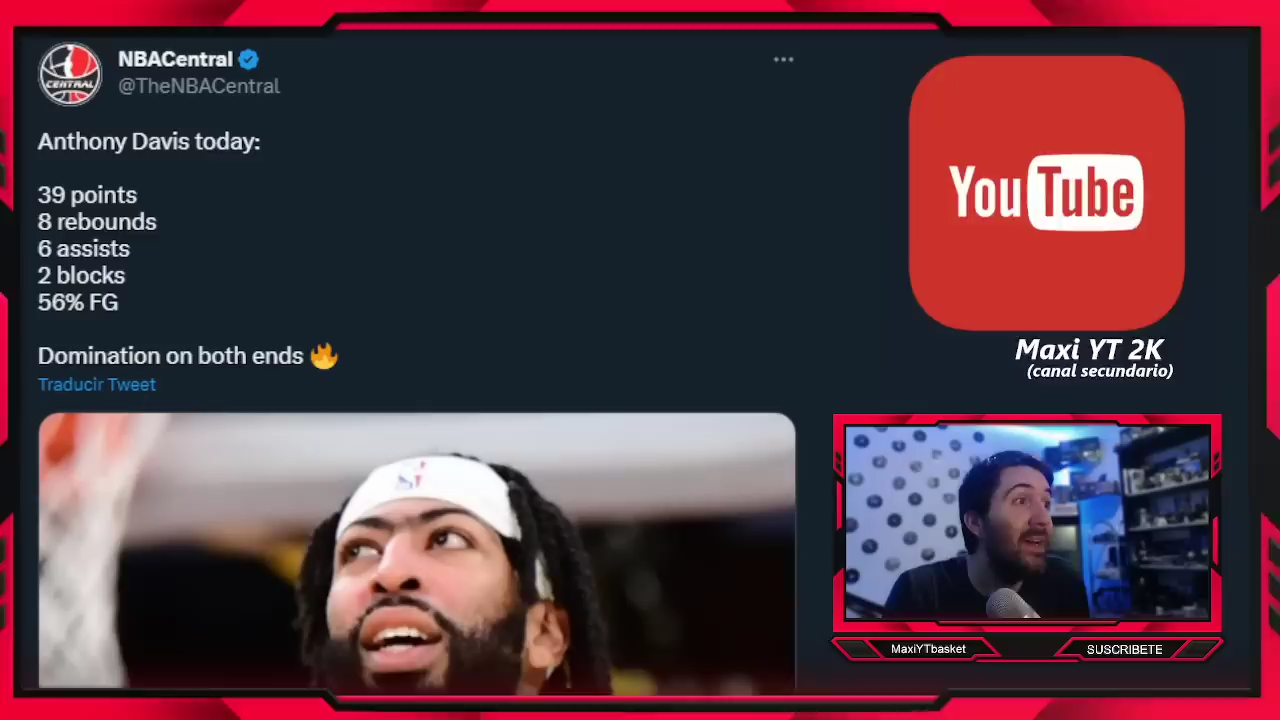 NBACentral
@TheNBACentral
Anthony Davis today:
39 points
8 rebounds
6 assists
2 blocks
56% FG
Domination on both ends 🔥
Traducir Tweet
CENTRAL
YouTube
Maxi YT 2K
(canal secundario)
MaxiYTbasket
SUSCRIBETE